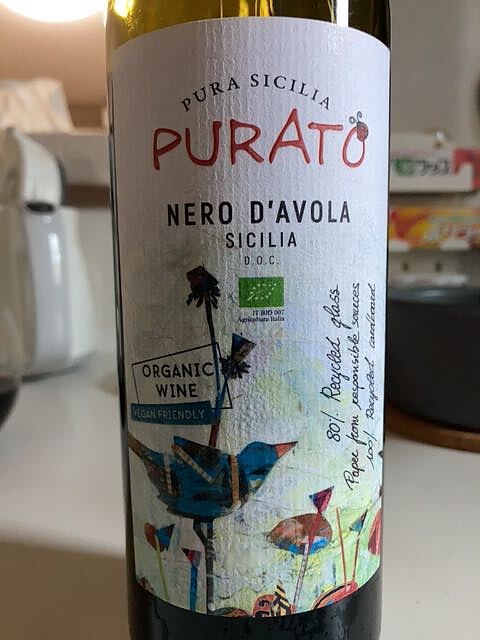 PURA SICILIA
PURATO
NERO D'AVOLA
SICILIA
D.O.C.
IT BIO 007
Agricoltura Italia
ORGANIC
WINE
VEGAN FRIENDLY
80% Recycled glass
Paper from responsible sources
100% Recycled cardboard